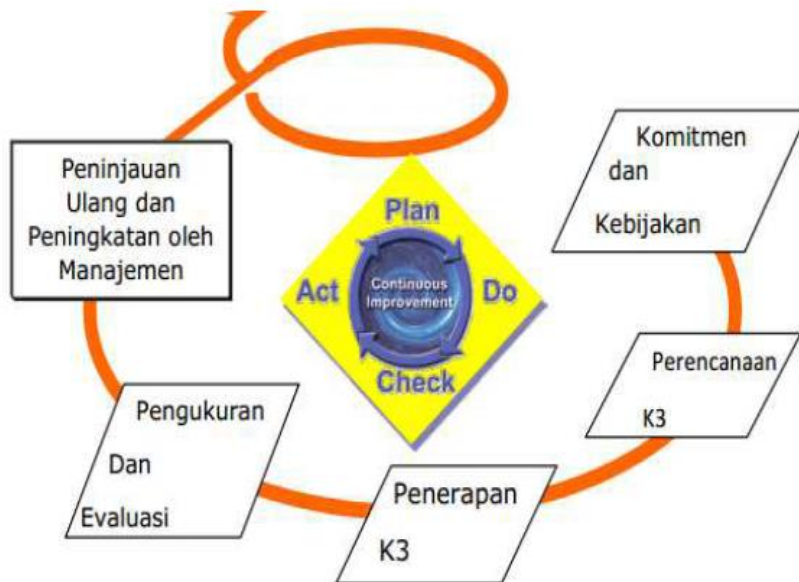 Komitmen
dan
Kebijakan
Perencanaan
K3
Penerapan
K3
Pengukuran
Dan
Evaluasi
Peninjauan
Ulang dan
Peningkatan oleh
Manajemen
Plan
Do
Check
Act
Continuous
Improvement